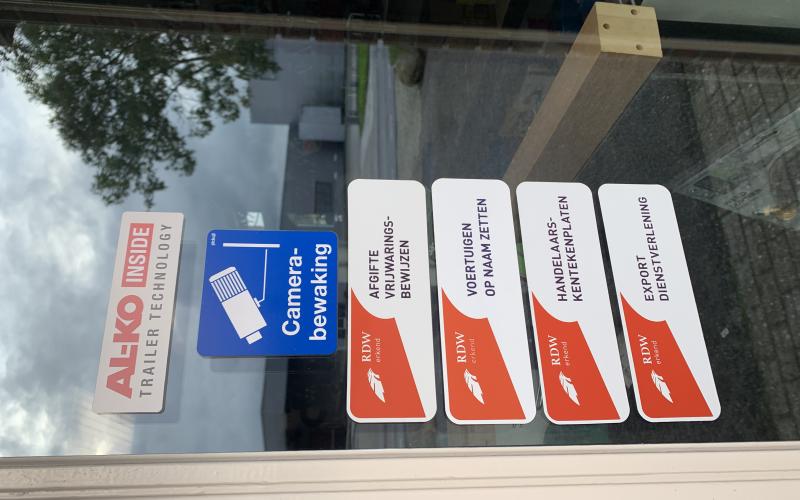 AL-KO INSIDE
TRAILER TECHNOLOGY
Camera-
bewaking
RDW
erkend
AFGIFTE
VRIJWARINGS-
BEWIJZEN
RDW
erkend
VOERTUIGEN
OP NAAM ZETTEN
RDW
erkend
HANDELAARS-
KENTEKENPLATEN
RDW
erkend
EXPORT
DIENSTVERLENING